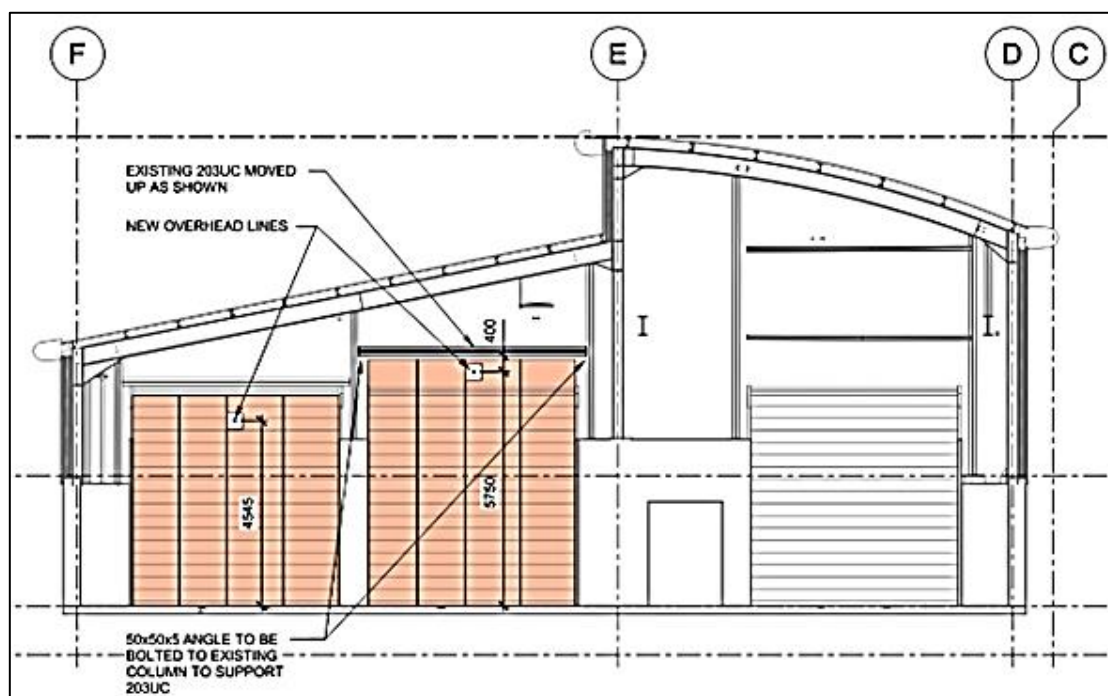 F
E
D
C
EXISTING 203UC MOVED
UP AS SHOWN
NEW OVERHEAD LINES
400
4545
5750
50x50x5 ANGLE TO BE
BOLTED TO EXISTING
COLUMN TO SUPPORT
203UC